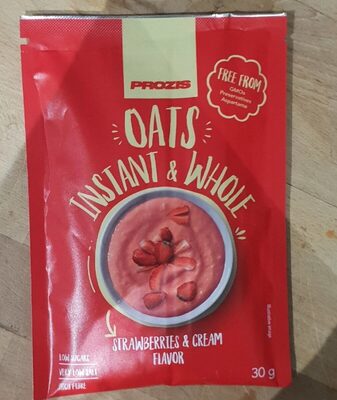 PROZIS
FREE FROM
GMOs
Preservatives
Aspartame
OATS
INSTANT & WHOLE
STRAWBERRIES & CREAM
FLAVOR
LOW SUGARS
VERY LOW SALT
HIGH FIBRE
30 g